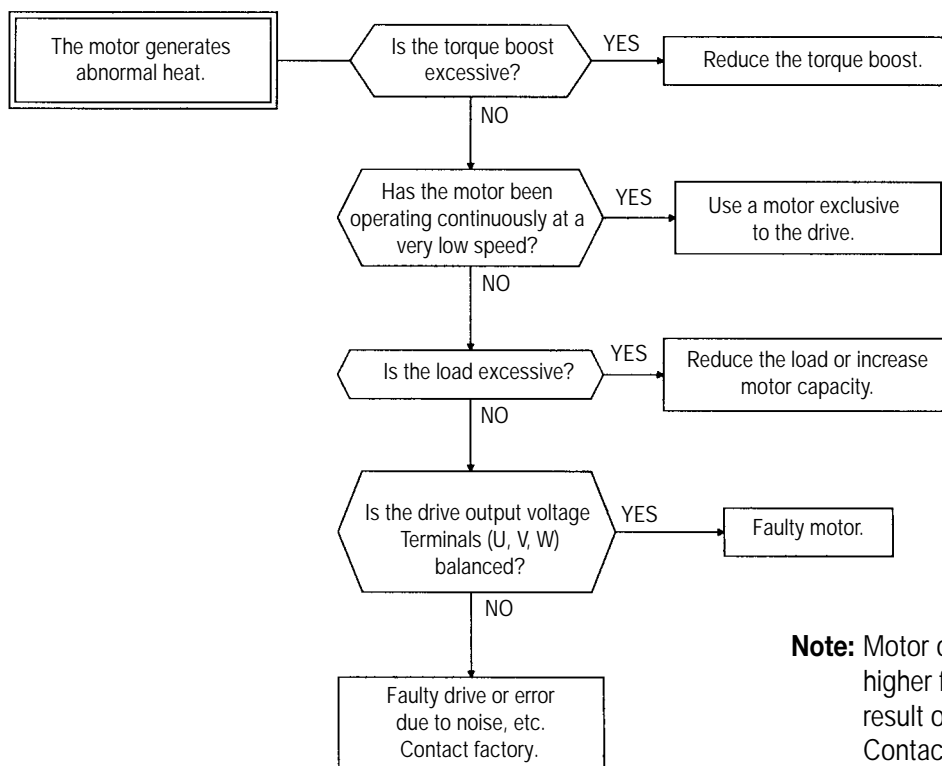 The motor generates
abnormal heat.
Is the torque boost
excessive?
YES
Reduce the torque boost.
NO
Has the motor been
operating continuously at a
very low speed?
YES
Use a motor exclusive
to the drive.
NO
Is the load excessive?
YES
Reduce the load or increase
motor capacity.
NO
Is the drive output voltage
Terminals (U, V, W)
balanced?
YES
Faulty motor.
NO
Faulty drive or error
due to noise, etc.
Contact factory.
Note: Motor
higher
result